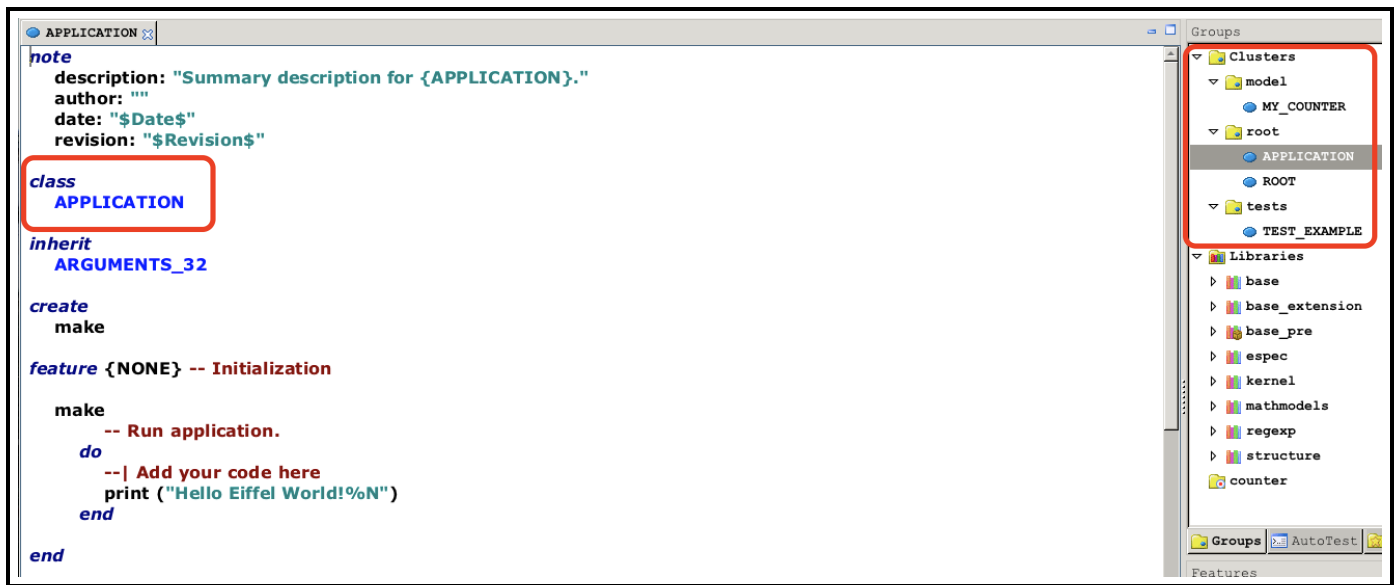 APPLICATION
note
description: "Summary description for {APPLICATION}."
author: ""
date: "$Date$"
revision: "$Revision$"
class
APPLICATION
inherit
ARGUMENTS_32
create
make
feature {NONE} -- Initialization
make
-- Run application.
do
--| Add your code here
print ("Hello Eiffel World!%N")
end
end
Groups
Clusters
model
MY_COUNTER
root
APPLICATION
ROOT
tests
TEST_EXAMPLE
Libraries
base
base_extension
base_pre
espec
kernel
mathmodels
regexp
structure
counter
Groups AutoTest
Features